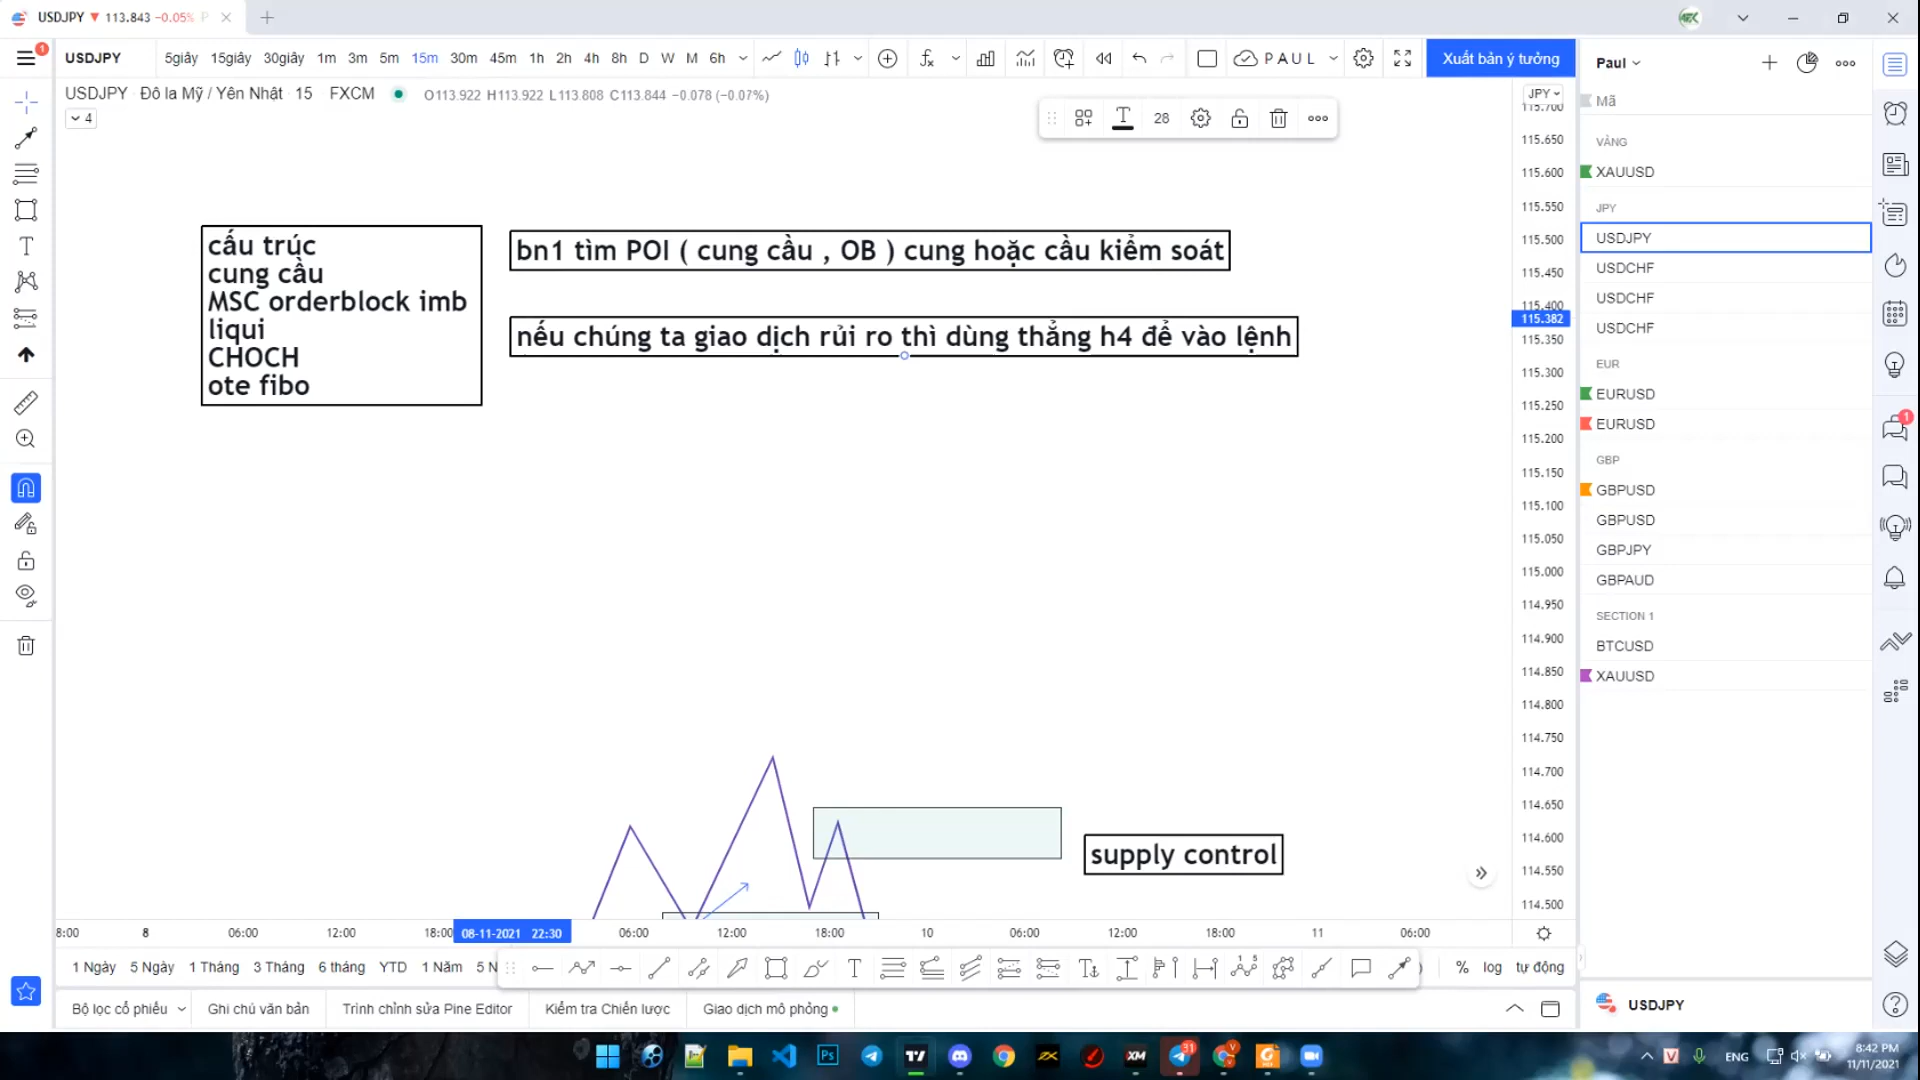 USDJPY ▼ 113.843 −0.05% P
USDJPY 5giây 15giây 30giây 1m 3m 5m 15m 30m 45m 1h 2h 4h 8h D W M 6h PAUL Xuất bản ý tưởng
USDJPY Đô la Mỹ / Yên Nhật 15 FXCM O113.922 H113.922 L113.808 C113.844 −0.078 (−0.07%)
4
28
JPY
cấu trúc
cung cầu
MSC orderblock imb
liqui
CHOCH
ote fibo
bn1 tìm POI ( cung cầu , OB ) cung hoặc cầu kiểm soát
nếu chúng ta giao dịch rủi ro thì dùng thẳng h4 để vào lệnh
supply control
115.700
115.650
115.600
115.550
115.500
115.450
115.400
115.382
115.350
115.300
115.250
115.200
115.150
115.100
115.050
115.000
114.950
114.900
114.850
114.800
114.750
114.700
114.650
114.600
114.550
114.500
8:00 8 06:00 12:00 18:00 08-11-2021 22:30 06:00 12:00 18:00 10 06:00 12:00 18:00 11 06:00
1 Ngày 5 Ngày 1 Tháng 3 Tháng 6 tháng YTD 1 Năm 5 N % log tự động
Bộ lọc cổ phiếu Ghi chú văn bản Trình chỉnh sửa Pine Editor Kiểm tra Chiến lược Giao dịch mô phỏng
Paul
Mã
VÀNG
XAUUSD
JPY
USDJPY
USDCHF
USDCHF
USDCHF
EUR
EURUSD
EURUSD
GBP
GBPUSD
GBPUSD
GBPJPY
GBPAUD
SECTION 1
BTCUSD
XAUUSD
USDJPY
1
1
Ps
XM
31
V
ENG
8:42 PM
11/11/2021